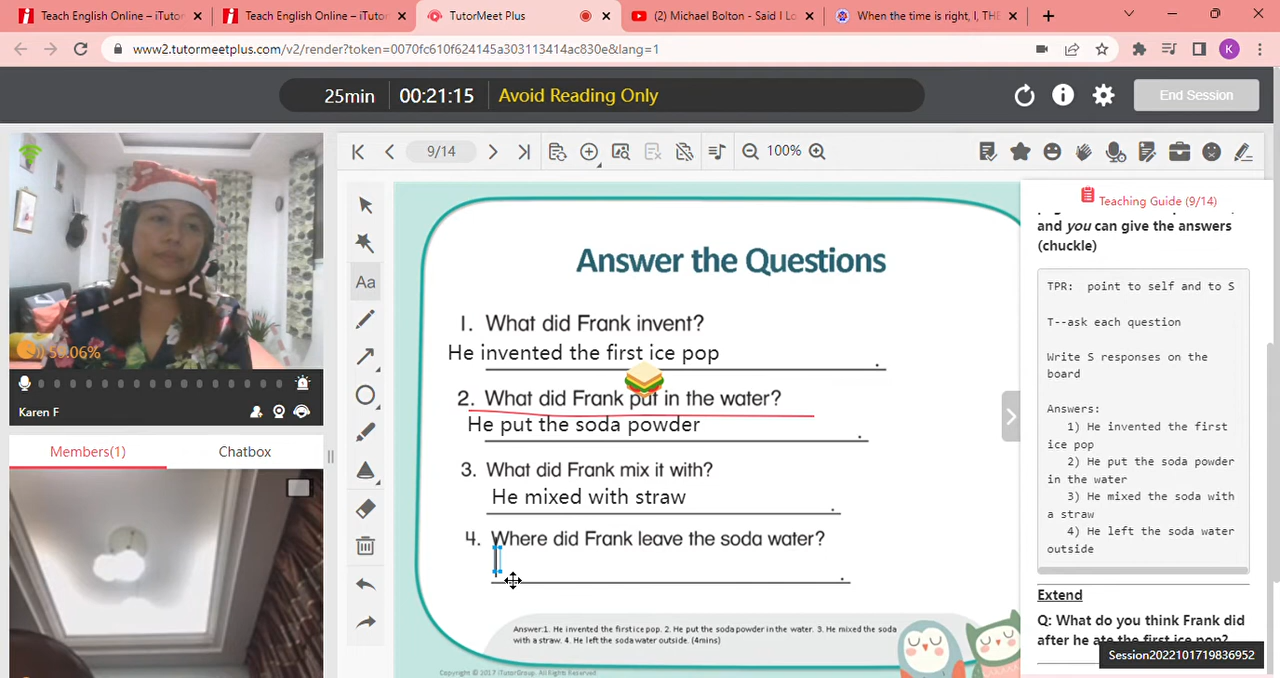 Teach English Online – iTutor
Teach English Online – iTutor
TutorMeet Plus
(2) Michael Bolton - Said I Lo
When the time is right, I, THE
www2.tutormeetplus.com/v2/render?token=0070fc610f624145a303113414ac830e&lang=1
K
25min
00:21:15
Avoid Reading Only
End Session
9/14
100%
59.06%
Karen F
Members(1)
Chatbox
Aa
Answer the Questions
1. What did Frank invent?
He invented the first ice pop
.
2. What did Frank put in the water?
He put the soda powder
.
3. What did Frank mix it with?
He mixed with straw
.
4. Where did Frank leave the soda water?
.
Answer:1. He invented the first ice pop. 2. He put the soda powder in the water. 3. He mixed the soda
with a straw. 4. He left the soda water outside. (4mins)
Copyright © 2017 iTutorGroup. All Rights Reserved
Teaching Guide (9/14)
and you can give the answers
(chuckle)
TPR: point to self and to S
T--ask each question
Write S responses on the
board
Answers:
1) He invented the first
ice pop
2) He put the soda powder
in the water
3) He mixed the soda with
a straw
4) He left the soda water
outside
Extend
Q: What do you think Frank did
after he ate the first ice pop?
Session2022101719836952